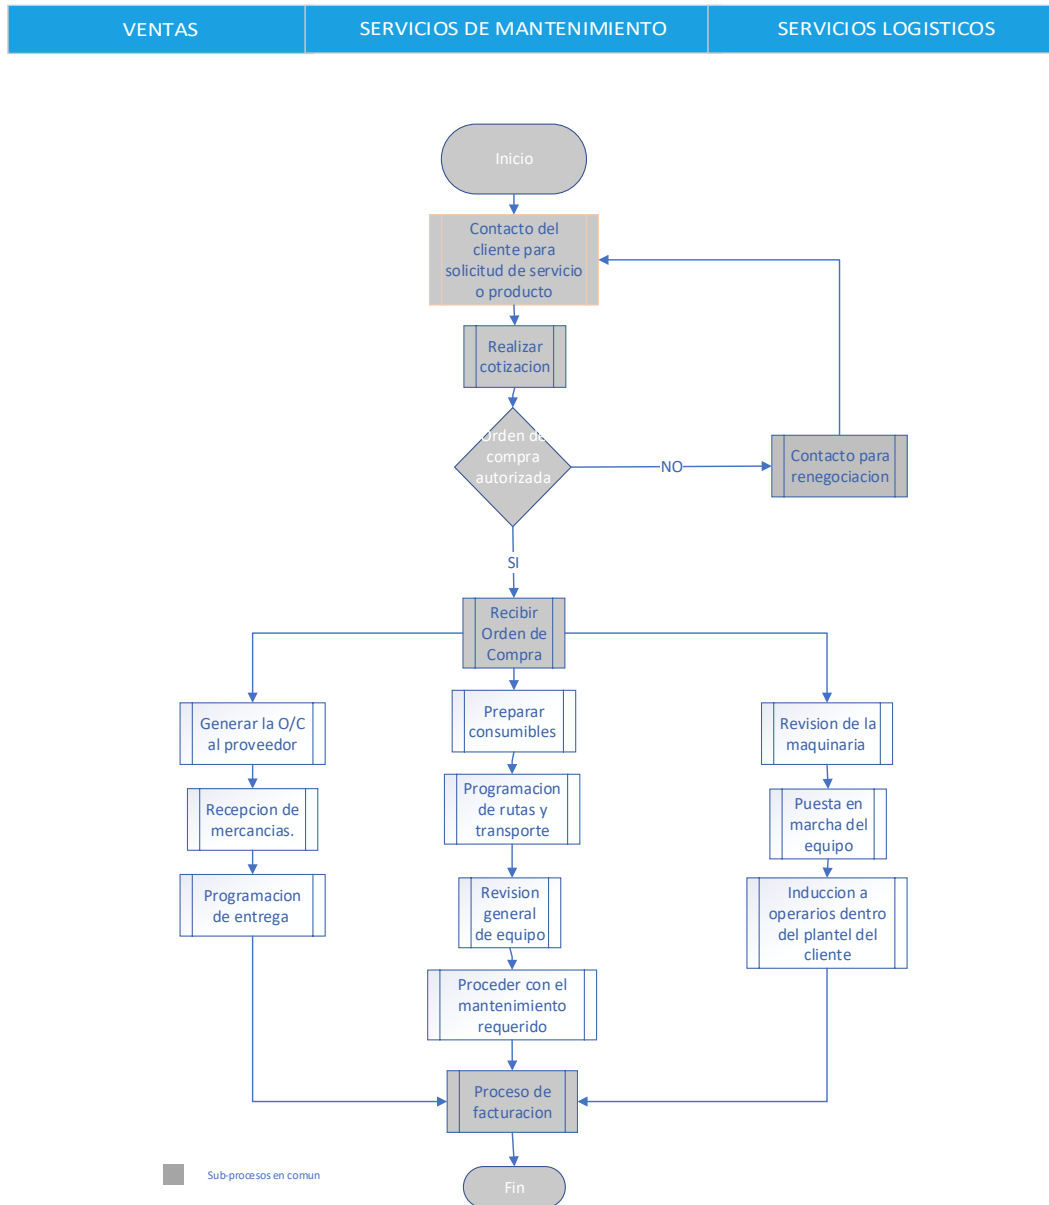 VENTAS
SERVICIOS DE MANTENIMIENTO
SERVICIOS LOGISTICOS
Inicio
Contacto del
cliente para
solicitud de servicio
o producto
Realizar
cotizacion
Orden de
compra
autorizada
NO
Contacto para
renegociacion
SI
Recibir
Orden de
Compra
Generar la O/C
al proveedor
Recepcion de
mercancias.
Programacion
de entrega
Preparar
consumibles
Programacion
de rutas y
transporte
Revision
general
de equipo
Proceder con el
mantenimiento
requerido
Revision de la
maquinaria
Puesta en
marcha del
equipo
Induccion a
operarios dentro
del plantel del
cliente
Proceso de
facturacion
Fin
Sub-procesos en comun